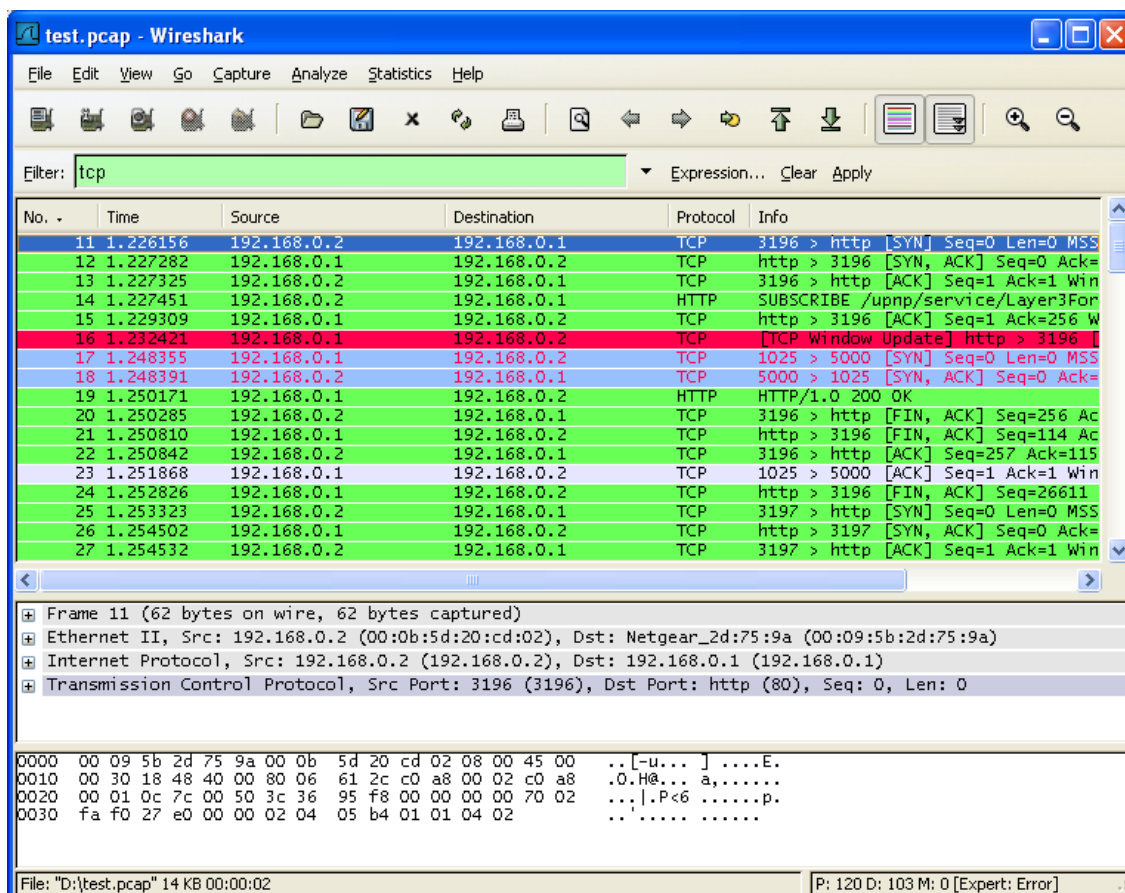 test.pcap - Wireshark
File Edit View Go Capture Analyze Statistics Help
Filter: tcp Expression... Clear Apply
No. Time Source Destination Protocol Info
11 1.226156 192.168.0.2 192.168.0.1 TCP 3196 > http [SYN] Seq=0 Len=0 MSS
12 1.227282 192.168.0.1 192.168.0.2 TCP http > 3196 [SYN, ACK] Seq=0 Ack=
13 1.227325 192.168.0.2 192.168.0.1 TCP 3196 > http [ACK] Seq=1 Ack=1 Win
14 1.227451 192.168.0.2 192.168.0.1 HTTP SUBSCRIBE /upnp/service/Layer3For
15 1.229309 192.168.0.1 192.168.0.2 TCP http > 3196 [ACK] Seq=1 Ack=256 W
16 1.232421 192.168.0.1 192.168.0.2 TCP [TCP Window Update] http > 3196 [
17 1.248355 192.168.0.1 192.168.0.2 TCP 1025 > 5000 [SYN] Seq=0 Len=0 MSS
18 1.248391 192.168.0.2 192.168.0.1 TCP 5000 > 1025 [SYN, ACK] Seq=0 Ack=
19 1.250171 192.168.0.1 192.168.0.2 HTTP HTTP/1.0 200 OK
20 1.250285 192.168.0.2 192.168.0.1 TCP 3196 > http [FIN, ACK] Seq=256 Ac
21 1.250810 192.168.0.1 192.168.0.2 TCP http > 3196 [FIN, ACK] Seq=114 Ac
22 1.250842 192.168.0.2 192.168.0.1 TCP 3196 > http [ACK] Seq=257 Ack=115
23 1.251868 192.168.0.1 192.168.0.2 TCP 1025 > 5000 [ACK] Seq=1 Ack=1 Win
24 1.252826 192.168.0.1 192.168.0.2 TCP http > 3196 [FIN, ACK] Seq=26611
25 1.253323 192.168.0.2 192.168.0.1 TCP 3197 > http [SYN] Seq=0 Len=0 MSS
26 1.254502 192.168.0.1 192.168.0.2 TCP http > 3197 [SYN, ACK] Seq=0 Ack=
27 1.254532 192.168.0.2 192.168.0.1 TCP 3197 > http [ACK] Seq=1 Ack=1 Win
Frame 11 (62 bytes on wire, 62 bytes captured)
Ethernet II, Src: 192.168.0.2 (00:0b:5d:20:cd:02), Dst: Netgear_2d:75:9a (00:09:5b:2d:75:9a)
Internet Protocol, Src: 192.168.0.2 (192.168.0.2), Dst: 192.168.0.1 (192.168.0.1)
Transmission Control Protocol, Src Port: 3196 (3196), Dst Port: http (80), Seq: 0, Len: 0
0000 00 09 5b 2d 75 9a 00 0b 5d 20 cd 02 08 00 45 00 ..[-u... ] ....E.
0010 00 30 18 48 40 00 80 06 61 2c c0 a8 00 02 c0 a8 .0.H@... a,......
0020 00 01 0c 7c 00 50 3c 36 95 f8 00 00 00 00 70 02 ...|.P<6 ......p.
0030 fa f0 27 e0 00 00 02 04 05 b4 01 01 04 02 ..'..... ......
File: "D:\test.pcap" 14 KB 00:00:02 P: 120 D: 103 M: 0 [Expert: Error]